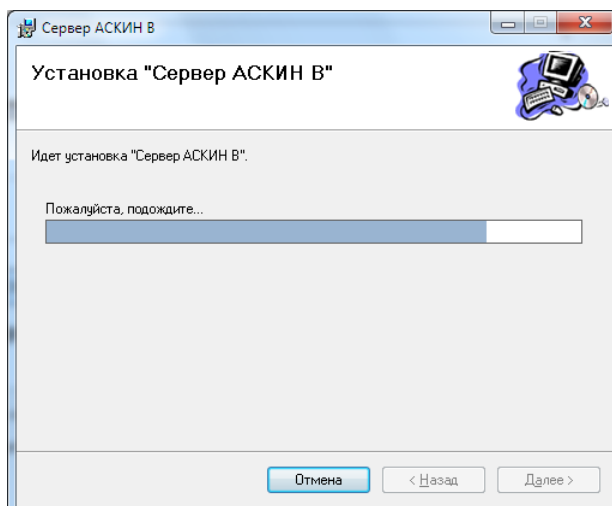 Сервер АСКИН В
Установка "Сервер АСКИН В"
Идет установка "Сервер АСКИН В".
Пожалуйста, подождите...
Отмена
< Назад
Далее >